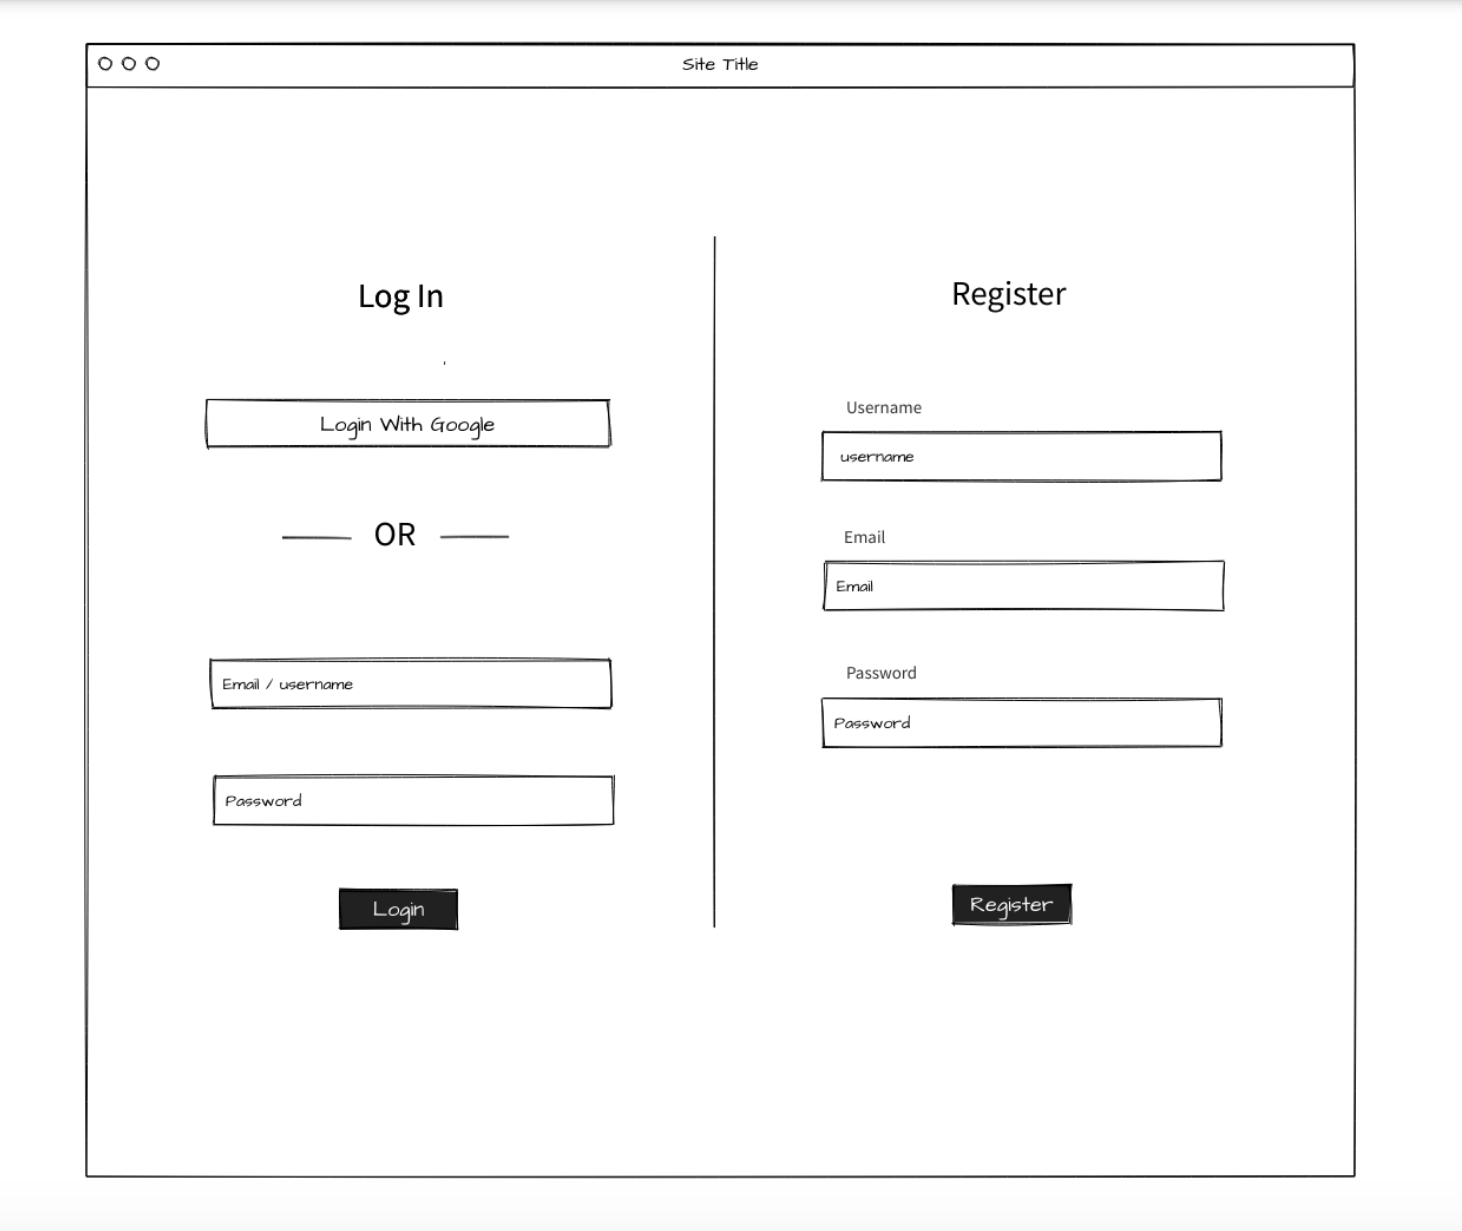 Site Title
Log In
Login With Google
OR
Email / username
Password
Login
Register
Username
username
Email
Email
Password
Password
Register